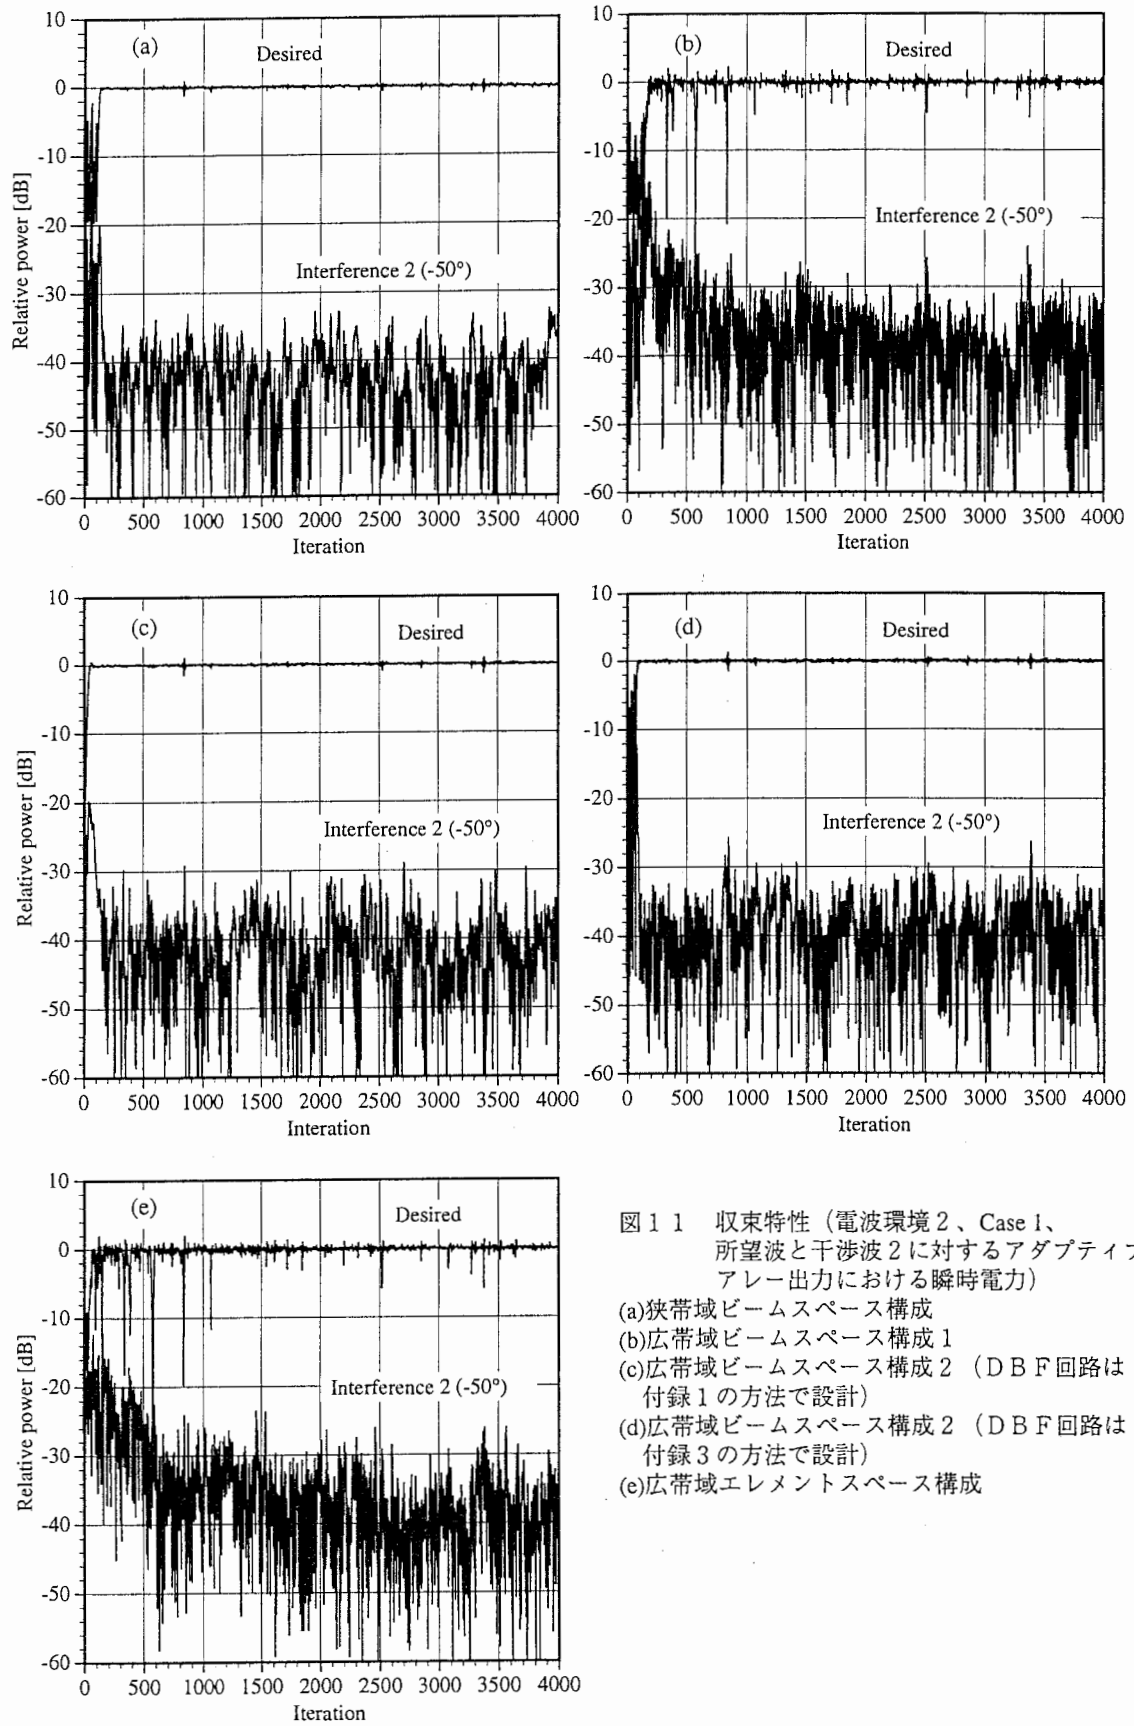 (a)
Desired
Interference 2 (-50°)
Relative power [dB]
10
0
-10
-20
-30
-40
-50
-60
0 500 1000 1500 2000 2500 3000 3500 4000
Iteration
(b)
Desired
Interference 2 (-50°)
10
0
-10
-20
-30
-40
-50
-60
0 500 1000 1500 2000 2500 3000 3500 4000
Iteration
(c)
Desired
Interference 2 (-50°)
Relative power [dB]
10
0
-10
-20
-30
-40
-50
-60
0 500 1000 1500 2000 2500 3000 3500 4000
Interation
(d)
Desired
Interference 2 (-50°)
10
0
-10
-20
-30
-40
-50
-60
0 500 1000 1500 2000 2500 3000 3500 4000
Iteration
(e)
Desired
Interference 2 (-50°)
Relative power [dB]
10
0
-10
-20
-30
-40
-50
-60
0 500 1000 1500 2000 2500 3000 3500 4000
Iteration
図11 収束特性（電波環境2、Case 1、
所望波と干渉波2に対するアダプティブ
アレー出力における瞬時電力）
(a)狭帯域ビームスペース構成
(b)広帯域ビームスペース構成1
(c)広帯域ビームスペース構成2（DBF回路は
付録1の方法で設計）
(d)広帯域ビームスペース構成2（DBF回路は
付録3の方法で設計）
(e)広帯域エレメントスペース構成